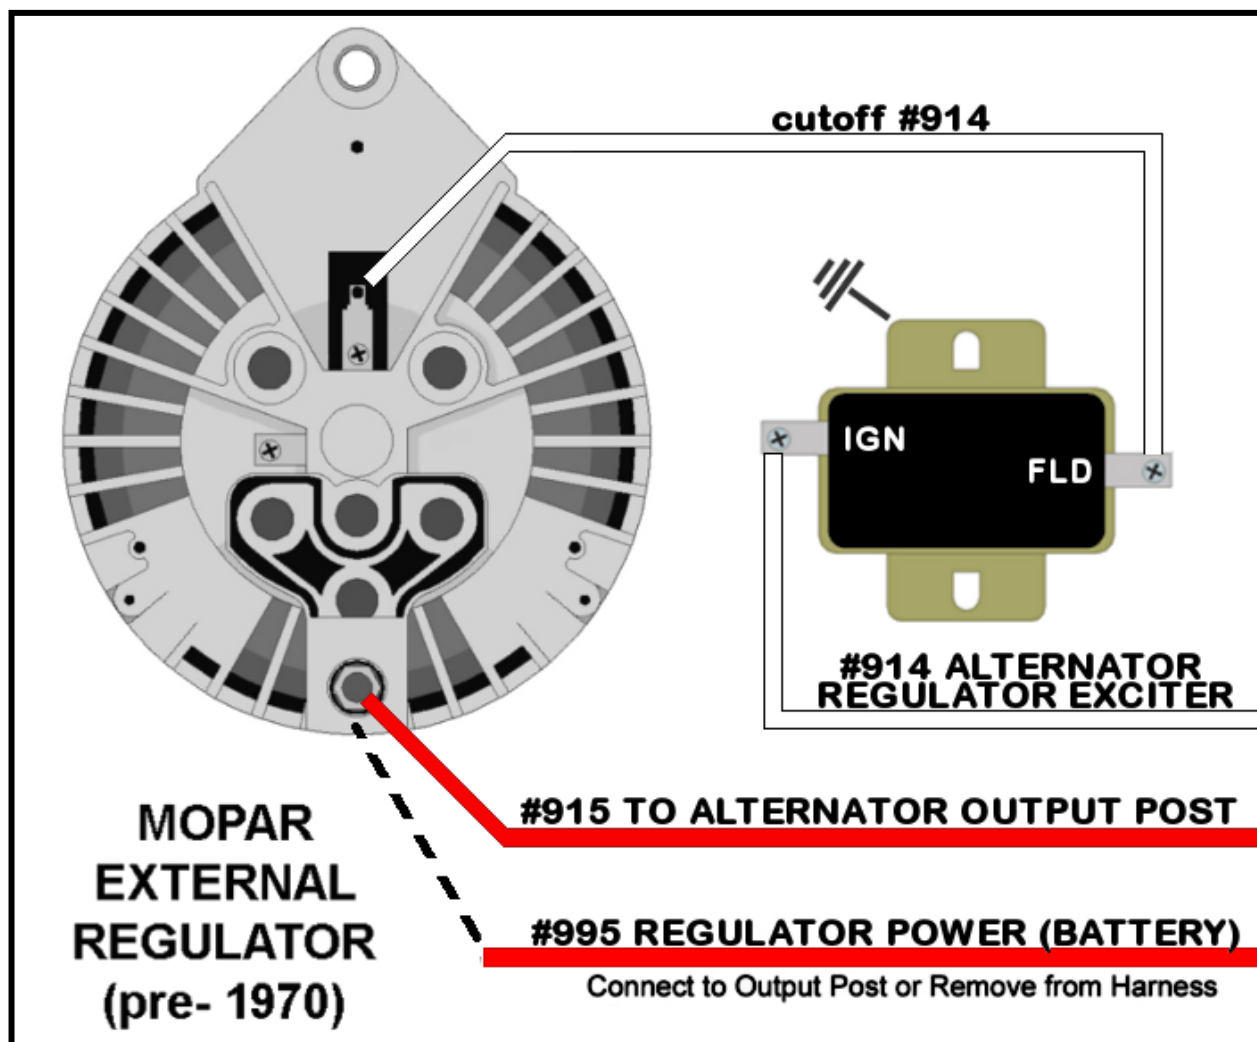 cutoff #914
IGN
FLD
#914 ALTERNATOR
REGULATOR EXCITER
#915 TO ALTERNATOR OUTPUT POST
#995 REGULATOR POWER (BATTERY)
Connect to Output Post or Remove from Harness
MOPAR
EXTERNAL
REGULATOR
(pre- 1970)